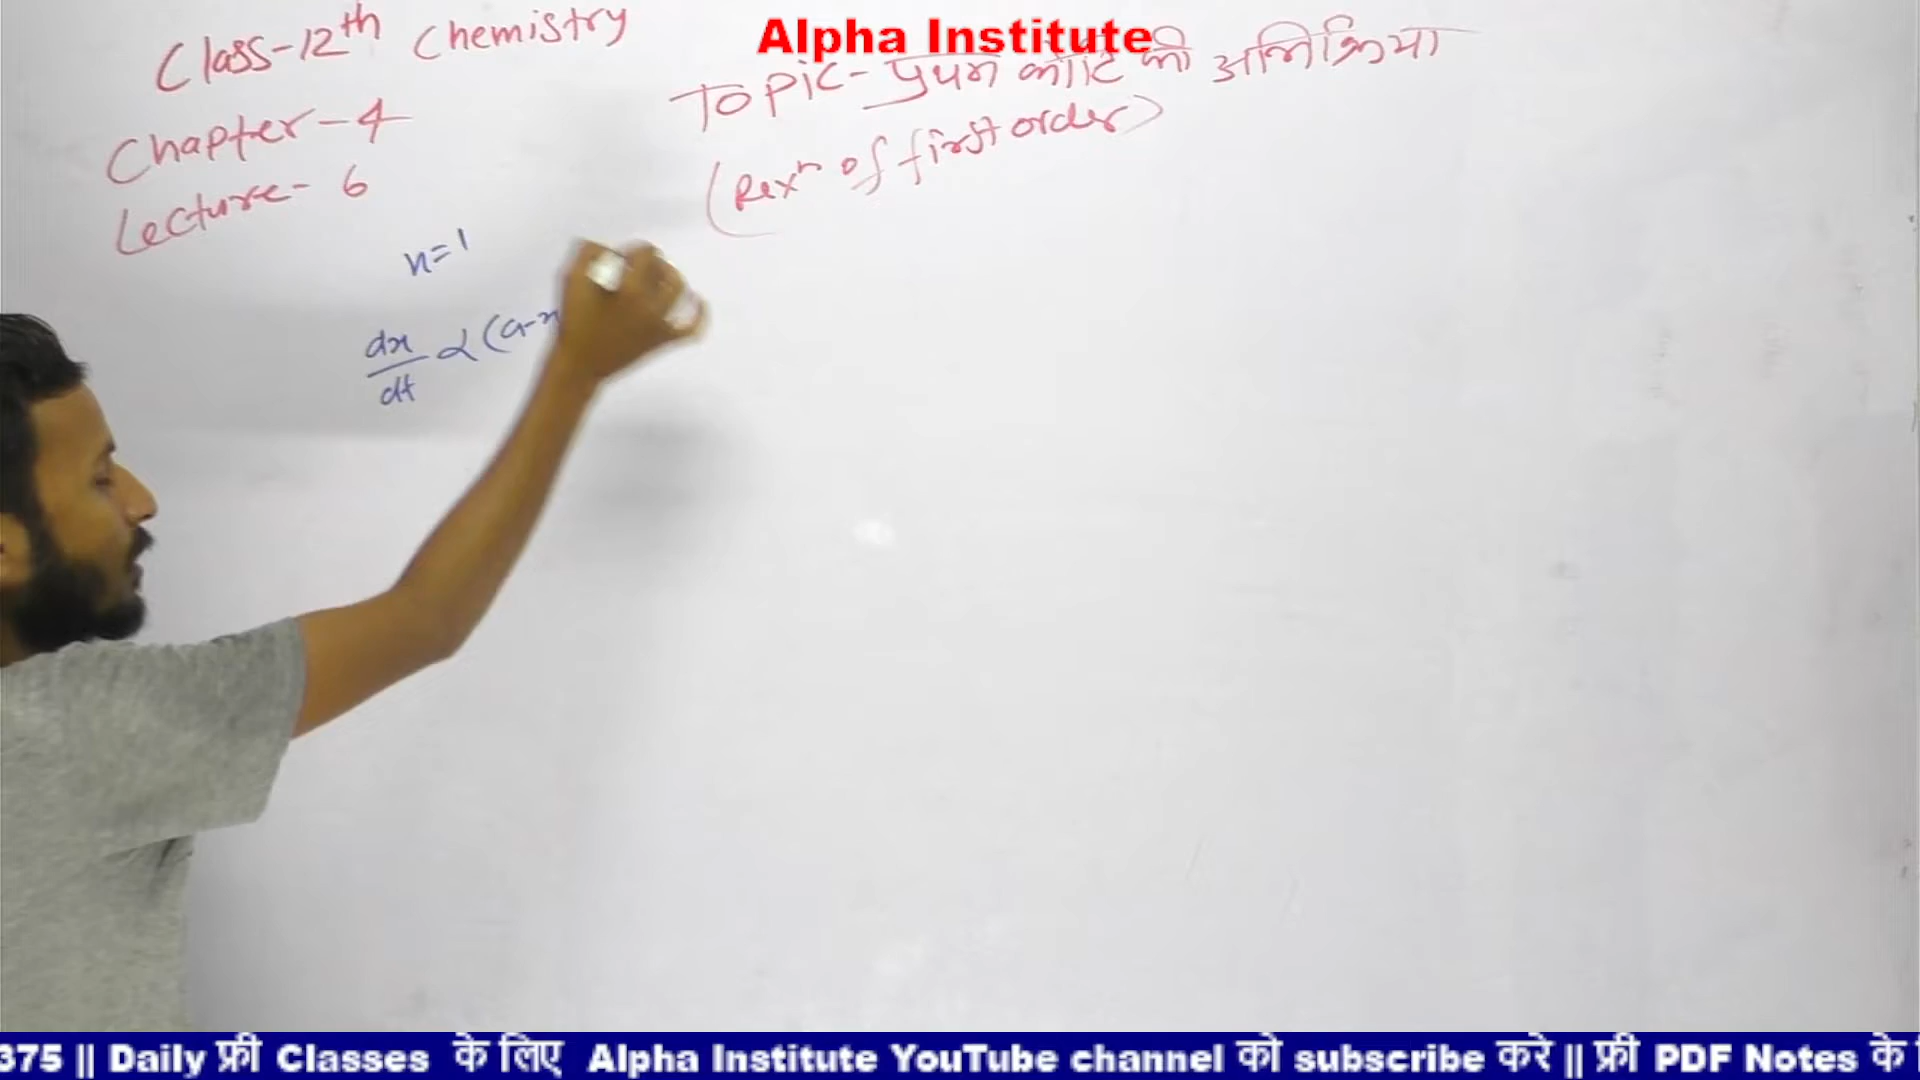 Alpha Institute
Class-12th Chemistry
Chapter-4
Lecture-6
Topic- प्रथम कोटि की अभिक्रिया
(Rex^n of first order)
n=1
dx/dt ∝ (a-x
375 || Daily फ्री Classes के लिए Alpha Institute YouTube channel को subscribe करे || फ्री PDF Notes के